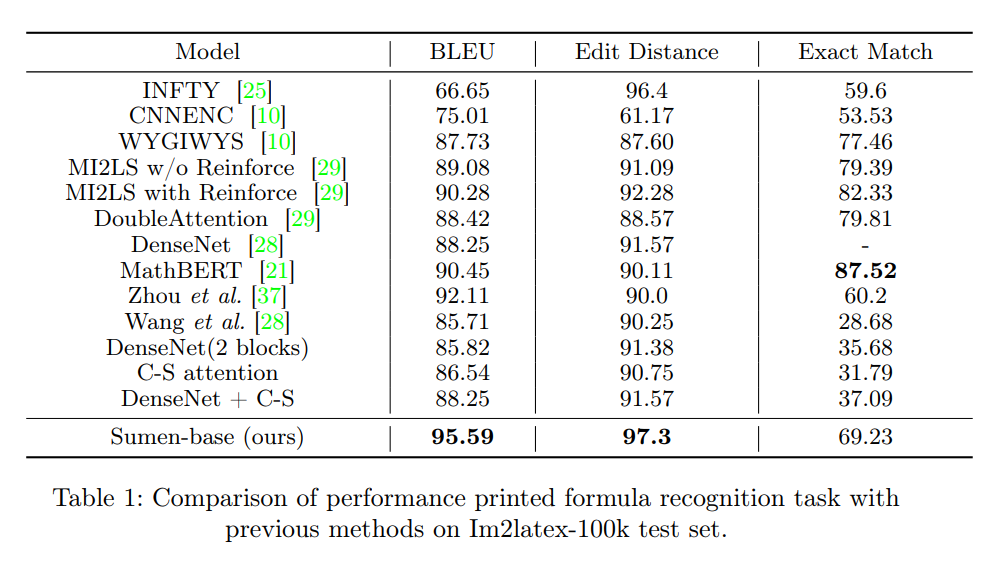 Model BLEU Edit Distance Exact Match
INFTY [25] 66.65 96.4 59.6
CNNENC [10] 75.01 61.17 53.53
WYGIWYS [10] 87.73 87.60 77.46
MI2LS w/o Reinforce [29] 89.08 91.09 79.39
MI2LS with Reinforce [29] 90.28 92.28 82.33
DoubleAttention [29] 88.42 88.57 79.81
DenseNet [28] 88.25 91.57 -
MathBERT [21] 90.45 90.11 87.52
Zhou et al. [37] 92.11 90.0 60.2
Wang et al. [28] 85.71 90.25 28.68
DenseNet(2 blocks) 85.82 91.38 35.68
C-S attention 86.54 90.75 31.79
DenseNet + C-S 88.25 91.57 37.09
Sumen-base (ours) 95.59 97.3 69.23
Table 1: Comparison of performance printed formula recognition task with
previous methods on Im2latex-100k test set.